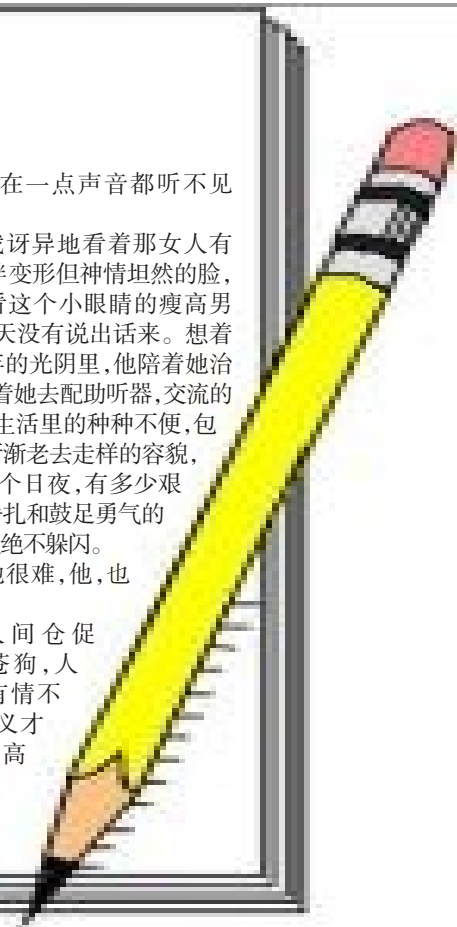 在一点声音都听不见
讶异地看着那女人有
变形但神情坦然的脸,
看这个小眼睛的瘦高男
天没有说出话来。想着
的光阴里,他陪着她治
着她去配助听器,交流的
生活里的种种不便,包
渐老去走样的容貌,
个日夜,有多少艰
扎和鼓足勇气的
绝不躲闪。
也很难,他,也
人间仓促
苍狗,人
有情不
义才
高